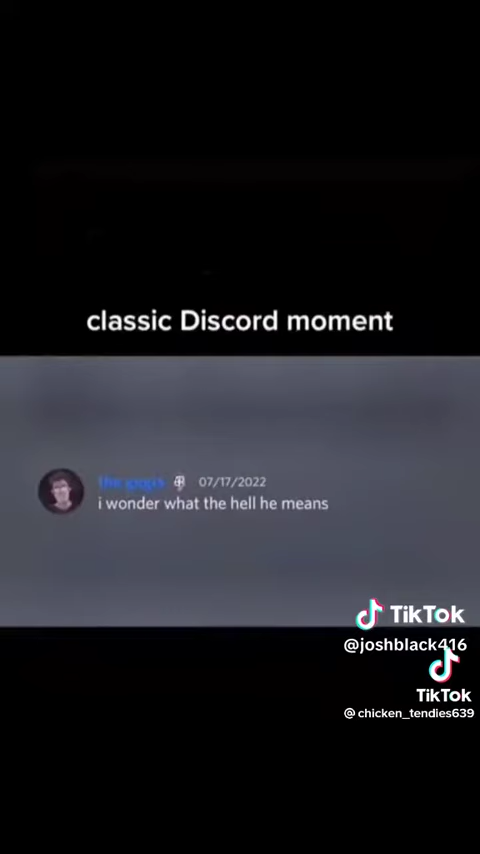 classic Discord moment
07/17/2022
i wonder what the hell he means
TikTok
@joshblack416
TikTok
@chicken_tendies639